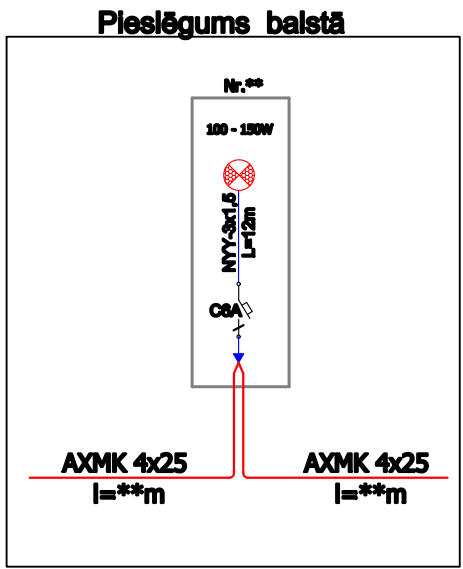 Pieslēgums balstā
Nr.**
100 - 150W
NYY-3x1,5
L=12m
C6A
AXMK 4x25
l=**m
AXMK 4x25
l=**m